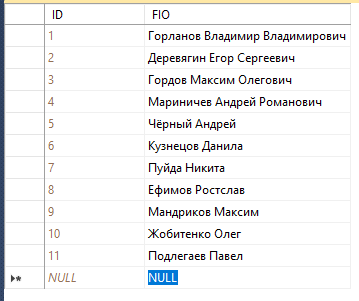 ID FIO
1 Горланов Владимир Владимирович
2 Деревягин Егор Сергеевич
3 Гордов Максим Олегович
4 Мариничев Андрей Романович
5 Чёрный Андрей
6 Кузнецов Данила
7 Пуйда Никита
8 Ефимов Ростслав
9 Мандриков Максим
10 Жобитенко Олег
11 Подлегаев Павел
NULL NULL